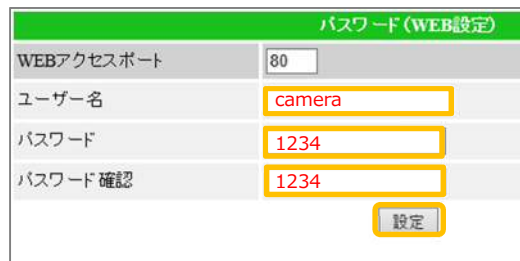 パスワード(WEB設定)
WEBアクセスポート 80
ユーザー名 camera
パスワード 1234
パスワード確認 1234
設定